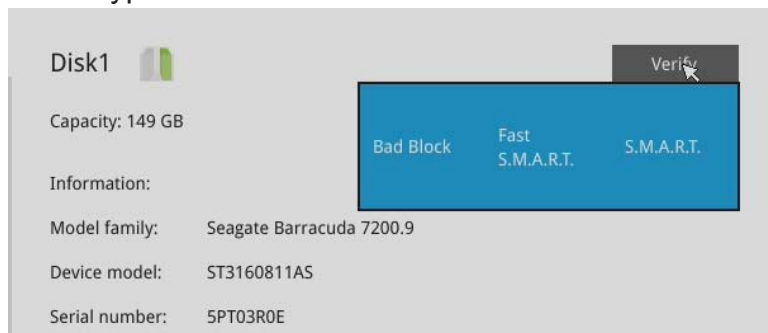 Disk1
Verify
Capacity: 149 GB
Bad Block
Fast
S.M.A.R.T.
S.M.A.R.T.
Information:
Model family: Seagate Barracuda 7200.9
Device model: ST3160811AS
Serial number: 5PT03R0E